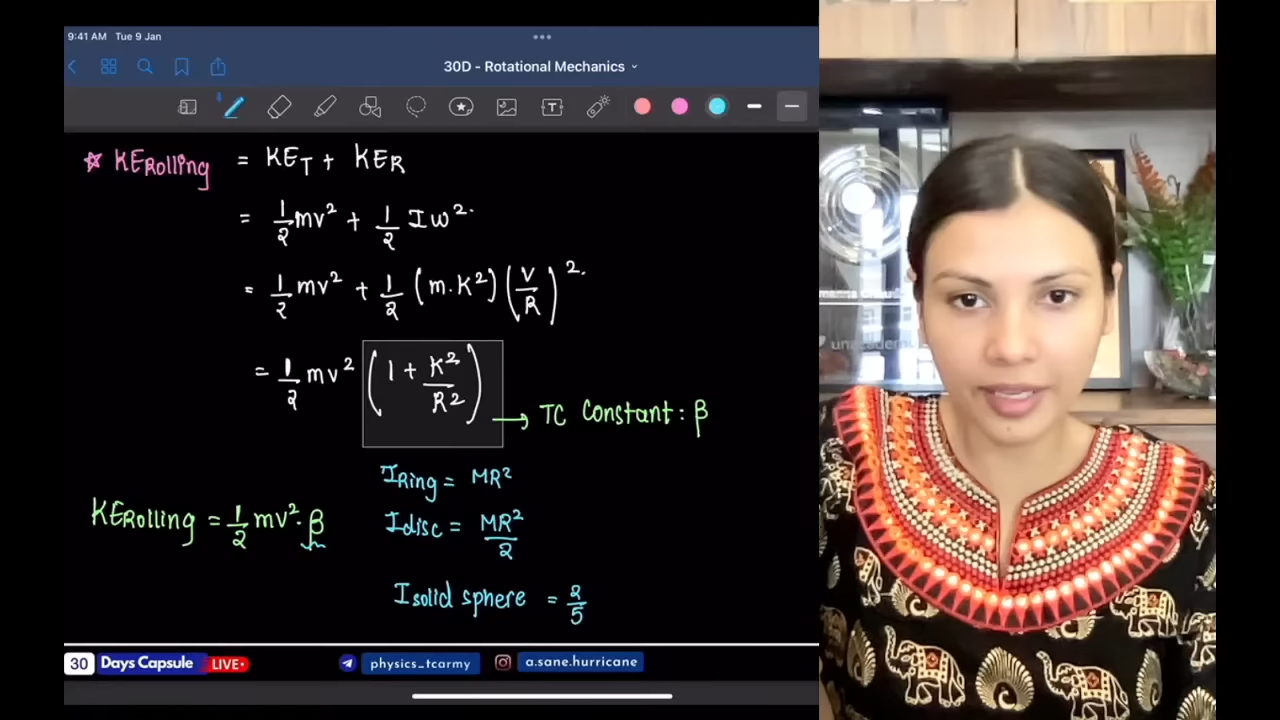 9:41 AM Tue 9 Jan
30D - Rotational Mechanics
☆ KERolling = KET + KER
= 1/2 mv² + 1/2 Iw²
= 1/2 mv² + 1/2 (m.K²) (V/R)²
= 1/2 mv² (1 + K²/R²)
→ TC Constant : β
IRing = MR²
KERolling = 1/2 mv². β
Idisc = MR²/2
Isolid sphere = 2/5
30 Days Capsule LIVE
physics_tcarmy
a.sane.hurricane